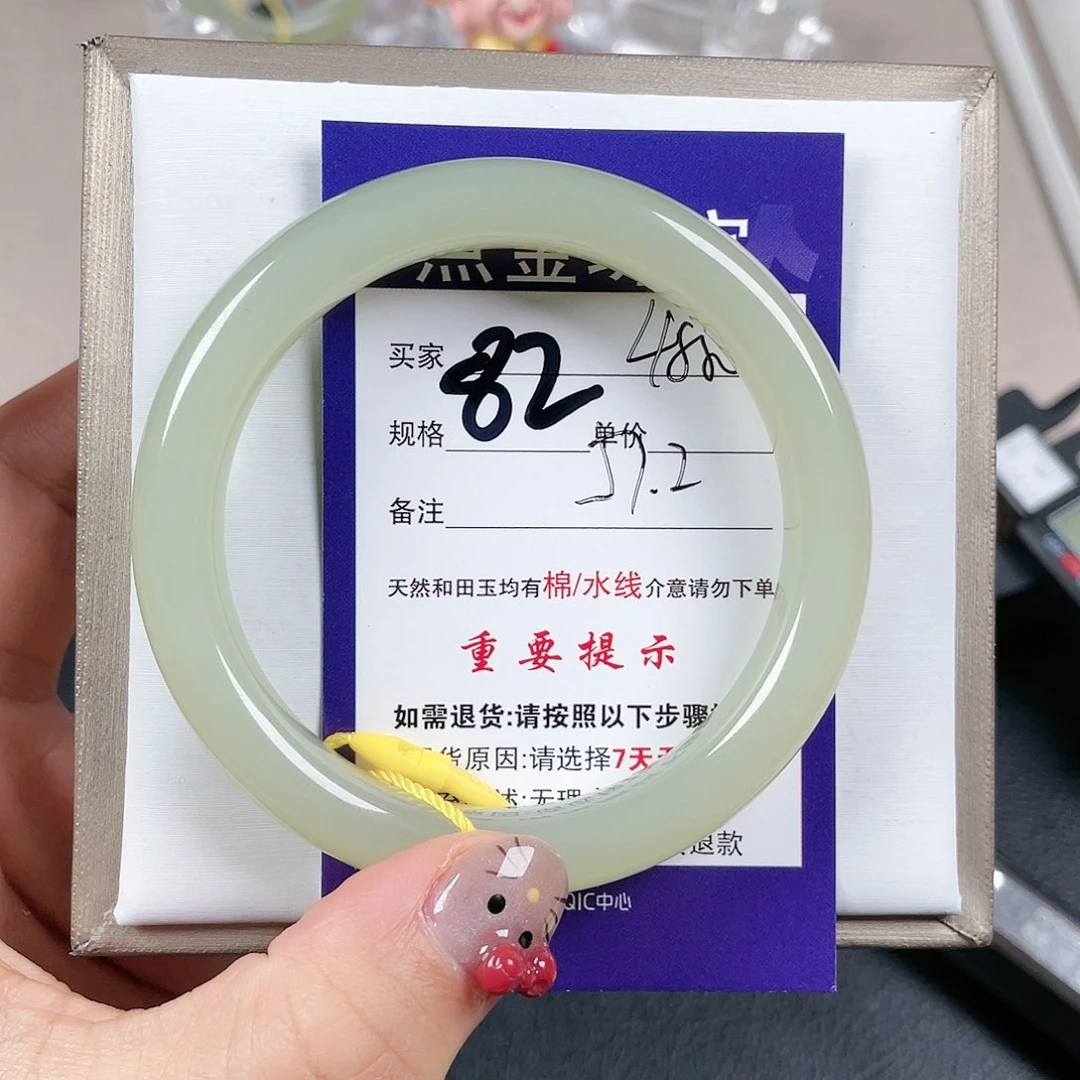 点金
买家 82
规格 单价
57.2
备注
天然和田玉均有棉/水线介意请勿下单
重要提示
如需退货:请按照以下步骤
货原因:请选择7天
述:无理
退款
QIC中心